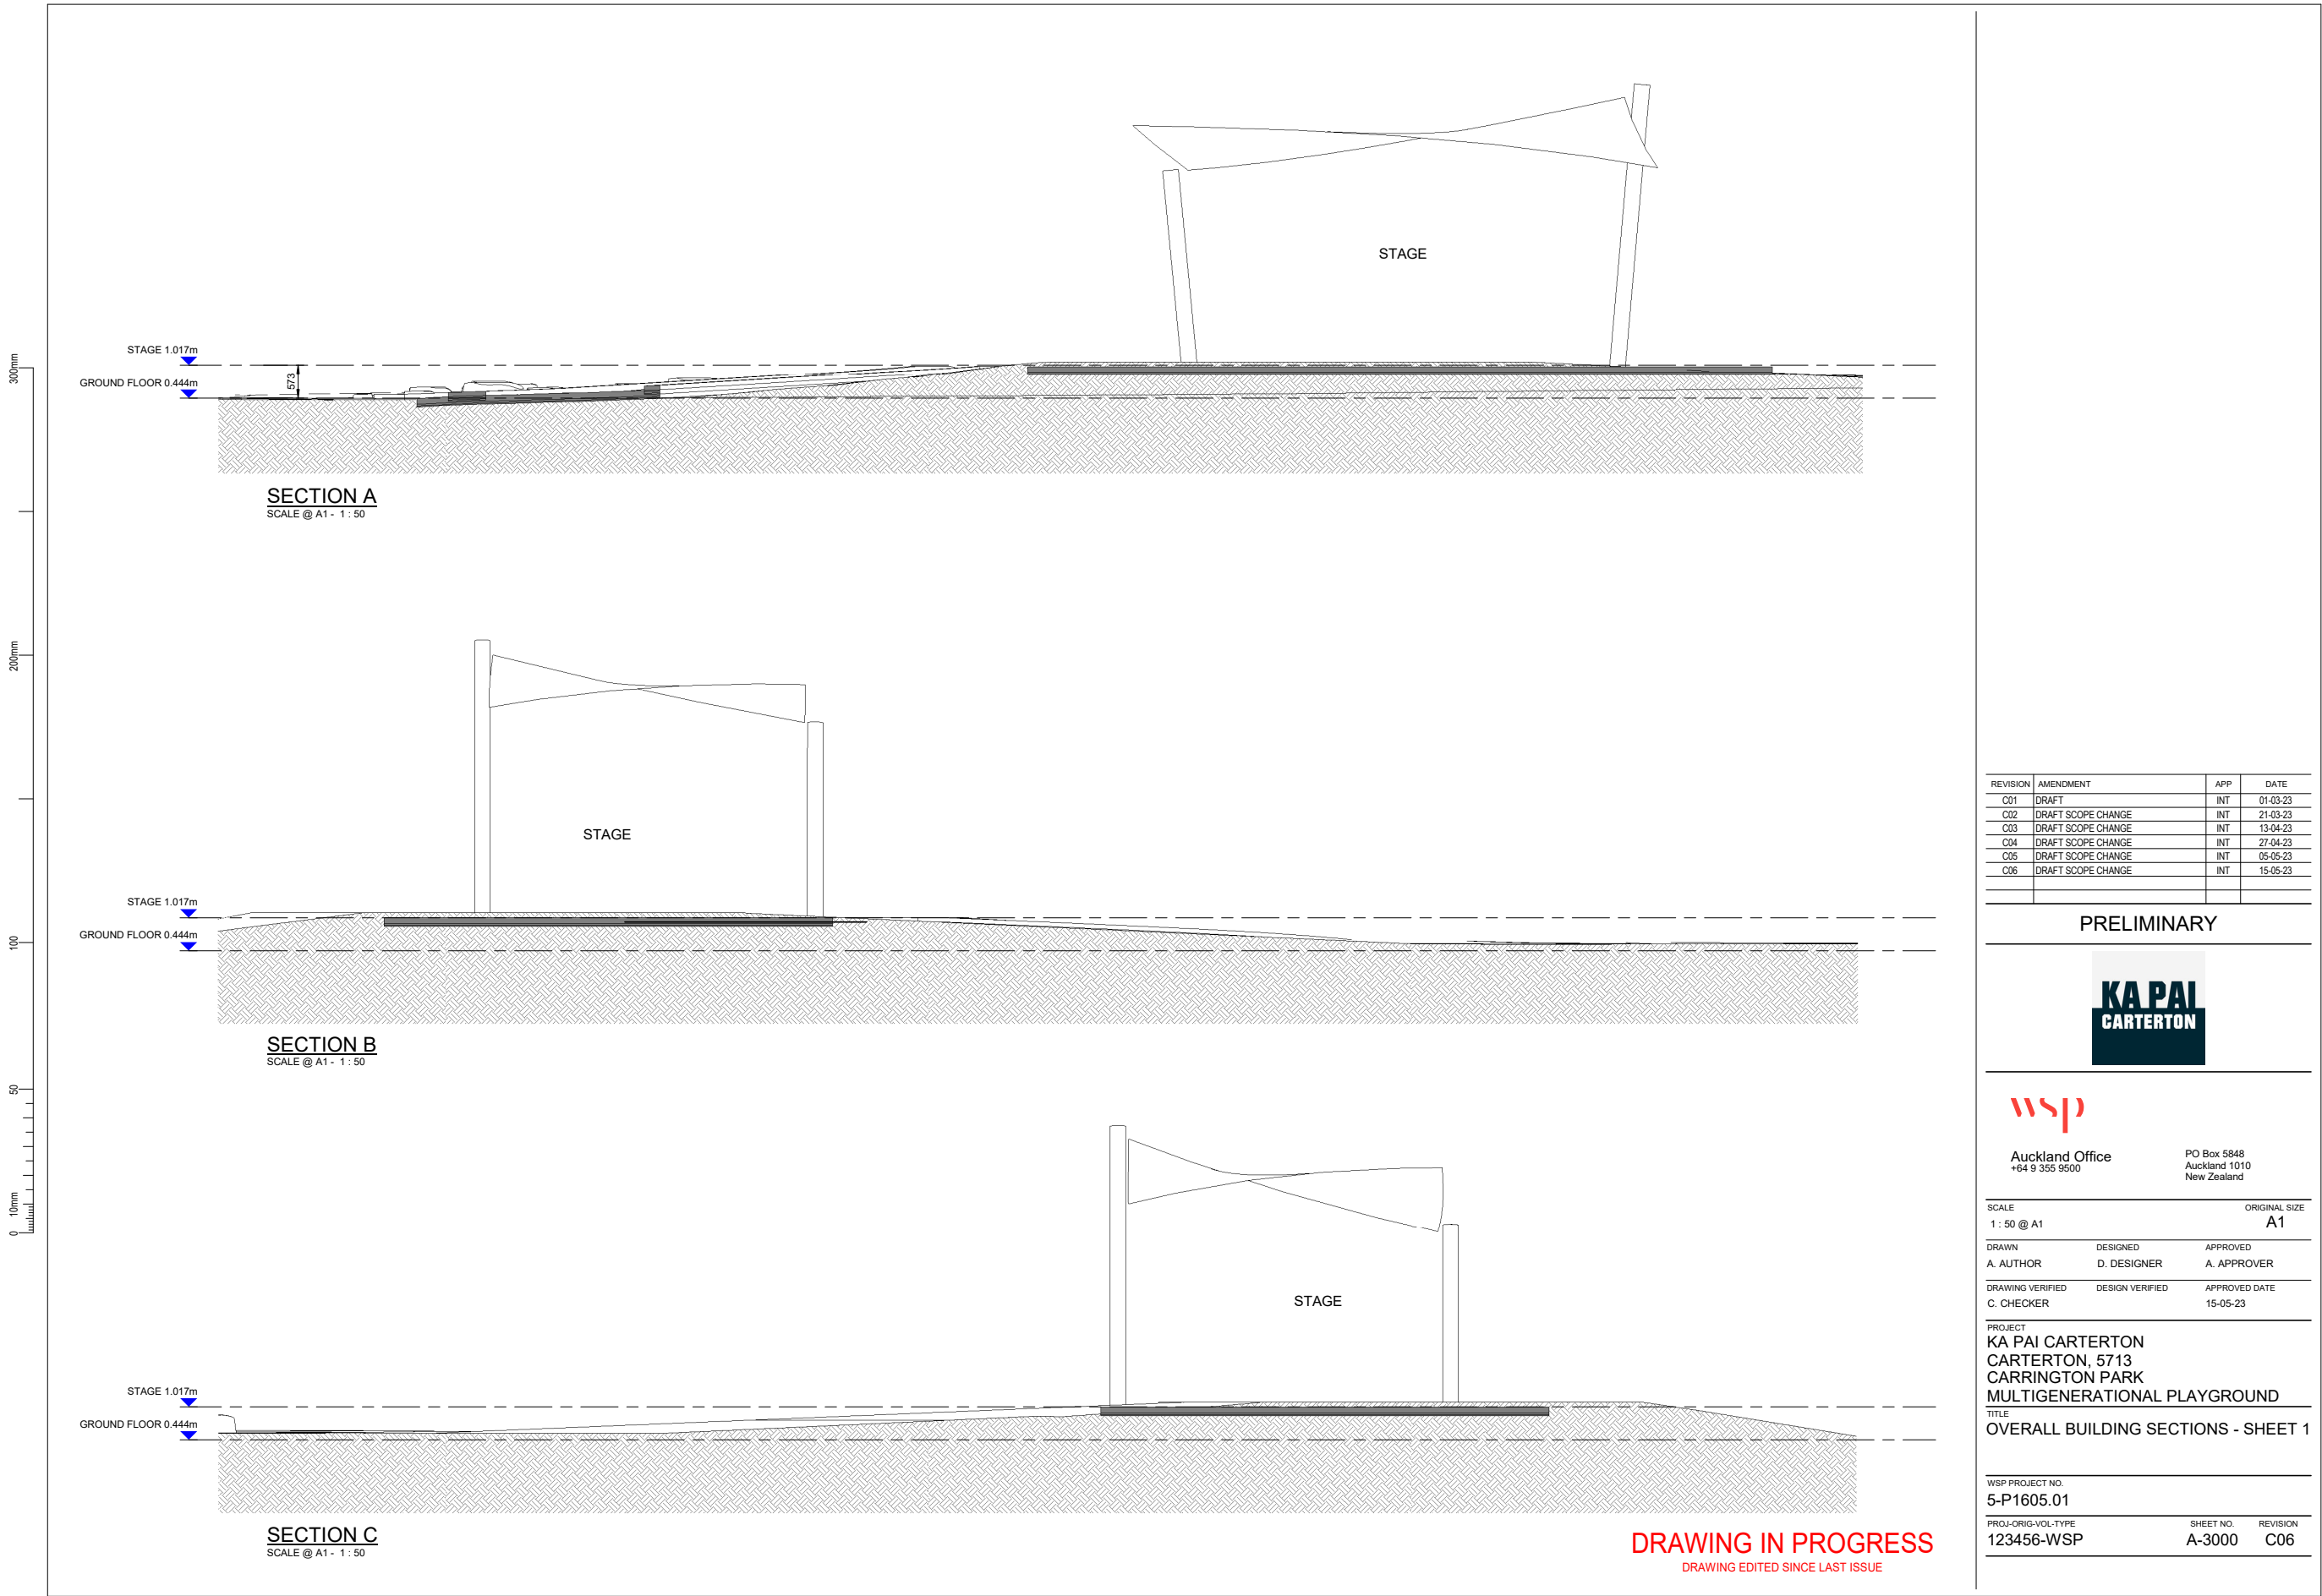 STAGE
STAGE 1.017m
GROUND FLOOR 0.444m
573
SECTION A
SCALE @ A1 - 1 : 50
STAGE
STAGE 1.017m
GROUND FLOOR 0.444m
SECTION B
SCALE @ A1 - 1 : 50
STAGE
STAGE 1.017m
GROUND FLOOR 0.444m
SECTION C
SCALE @ A1 - 1 : 50
DRAWING IN PROGRESS
DRAWING EDITED SINCE LAST ISSUE
300mm
200mm
100
50
10mm
0
REVISION AMENDMENT APP DATE
C01 DRAFT INT 01-03-23
C02 DRAFT SCOPE CHANGE INT 21-03-23
C03 DRAFT SCOPE CHANGE INT 13-04-23
C04 DRAFT SCOPE CHANGE INT 27-04-23
C05 DRAFT SCOPE CHANGE INT 05-05-23
C06 DRAFT SCOPE CHANGE INT 15-05-23
PRELIMINARY
KA PAI
CARTERTON
wsp
Auckland Office
+64 9 355 9500
PO Box 5848
Auckland 1010
New Zealand
SCALE ORIGINAL SIZE
1 : 50 @ A1 A1
DRAWN DESIGNED APPROVED
A. AUTHOR D. DESIGNER A. APPROVER
DRAWING VERIFIED DESIGN VERIFIED APPROVED DATE
C. CHECKER 15-05-23
PROJECT
KA PAI CARTERTON
CARTERTON, 5713
CARRINGTON PARK
MULTIGENERATIONAL PLAYGROUND
TITLE
OVERALL BUILDING SECTIONS - SHEET 1
WSP PROJECT NO.
5-P1605.01
PROJ-ORIG-VOL-TYPE SHEET NO. REVISION
123456-WSP A-3000 C06